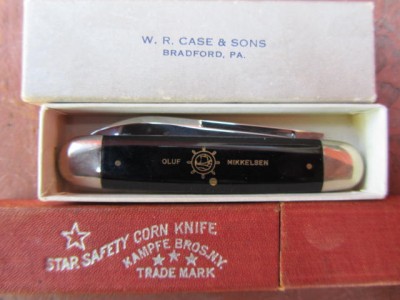 W. R. CASE & SONS
BRADFORD, PA.
OLUF MIKKELSEN
STAR SAFETY CORN KNIFE
KAMPFE BROS. N.Y.
TRADE MARK